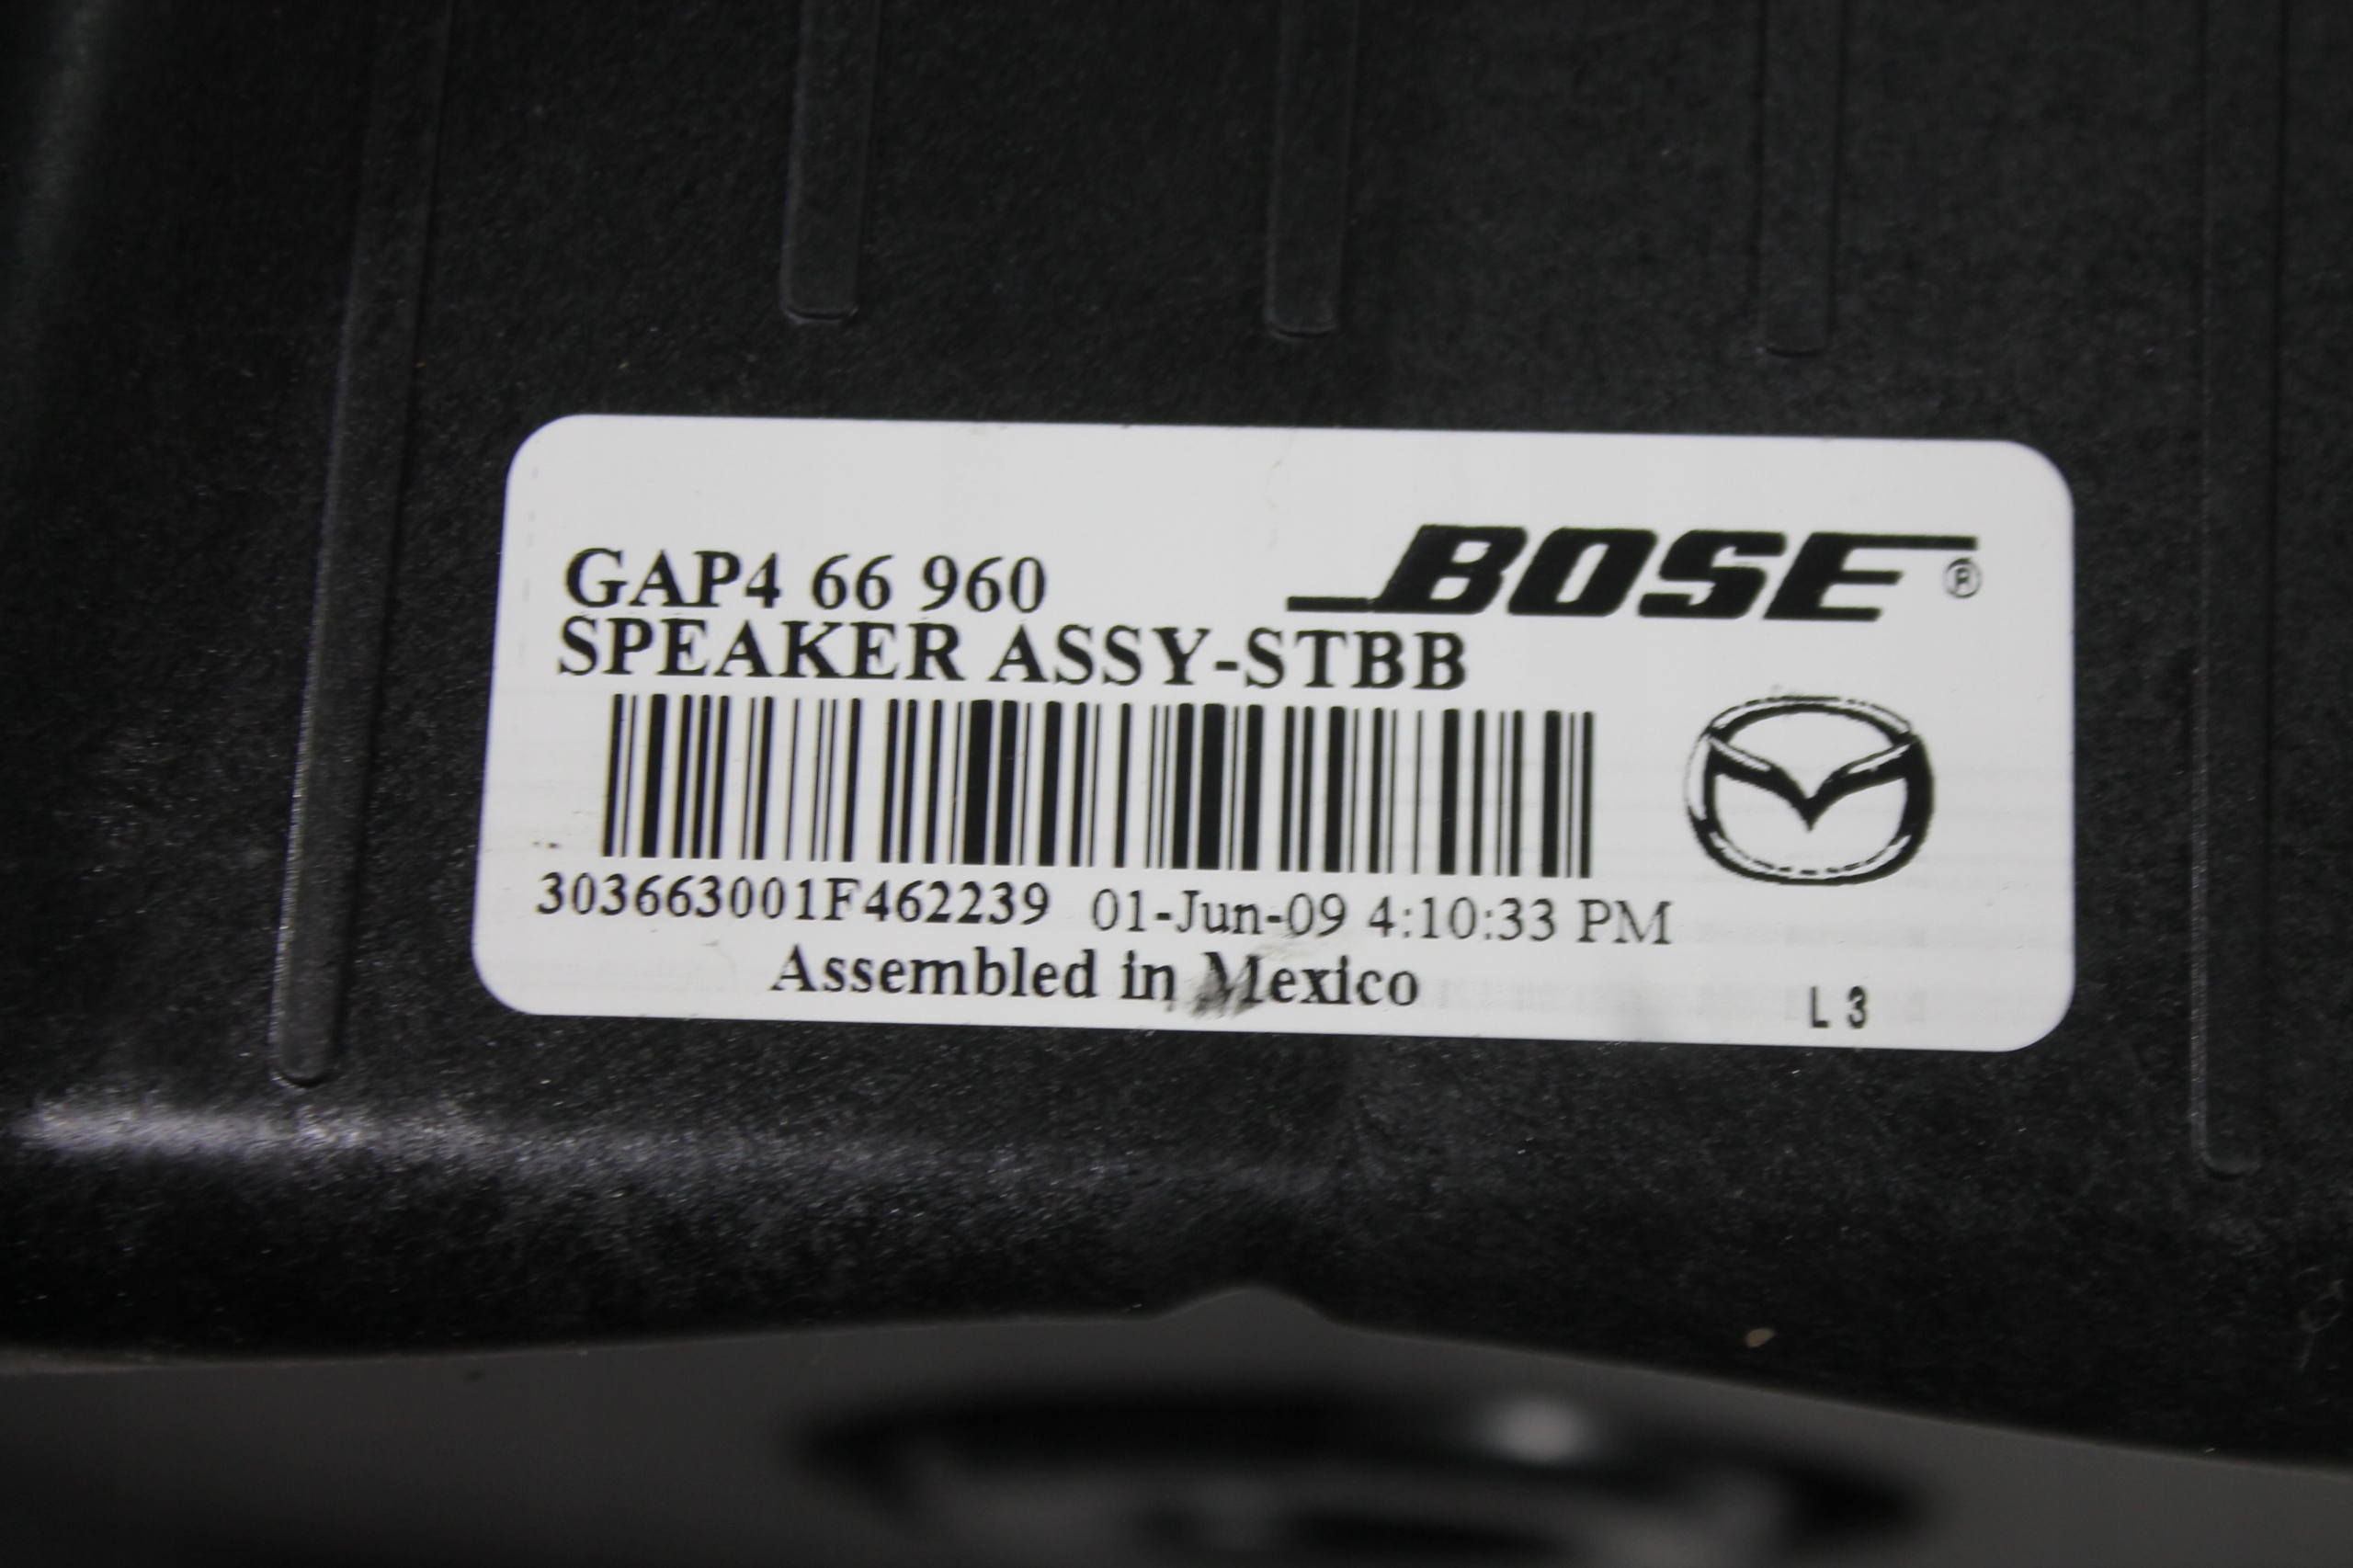 BOSE®
GAP4 66 960
SPEAKER ASSY-STBB
303663001F462239 01-Jun-09 4:10:33 PM
Assembled in Mexico
L 3